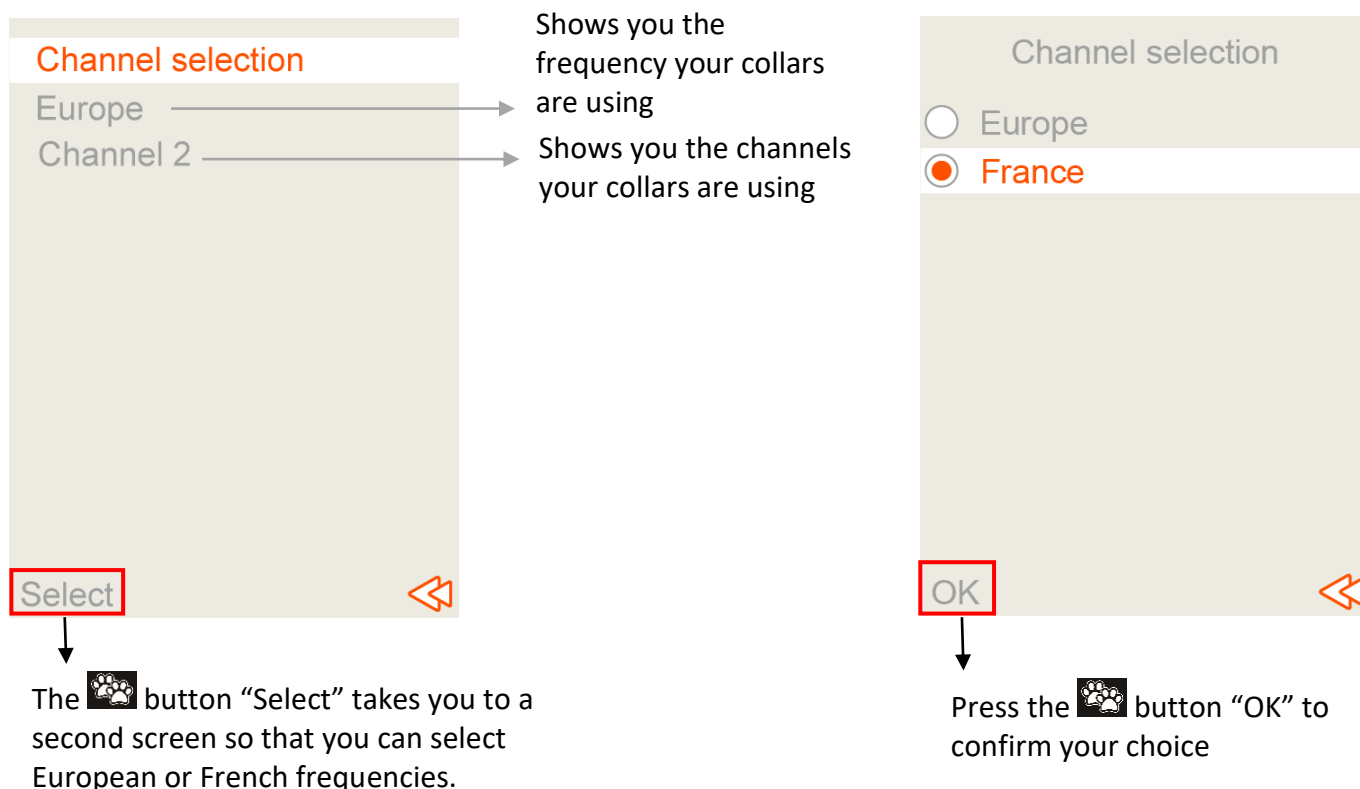 Channel selection
Europe
Channel 2
Select
Shows you the
frequency your collars
are using
Shows you the channels
your collars are using
The button “Select” takes you to a
second screen so that you can select
European or French frequencies.
Channel selection
Europe
France
OK
Press the button “OK” to
confirm your choice